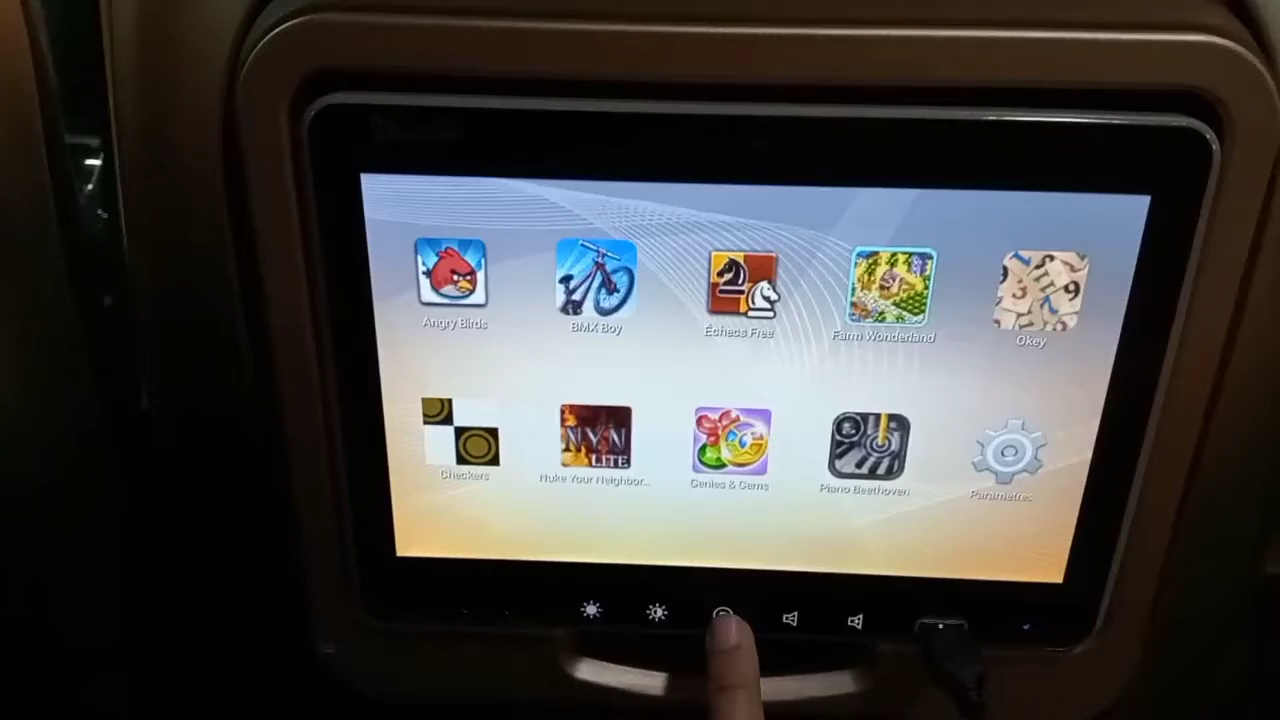 Angry Birds
BMX Boy
Échecs Free
Farm Wonderland
Okey
Checkers
NYN
LITE
Nuke Your Neighbor...
Genies & Gems
Piano Beethoven
Paramètres